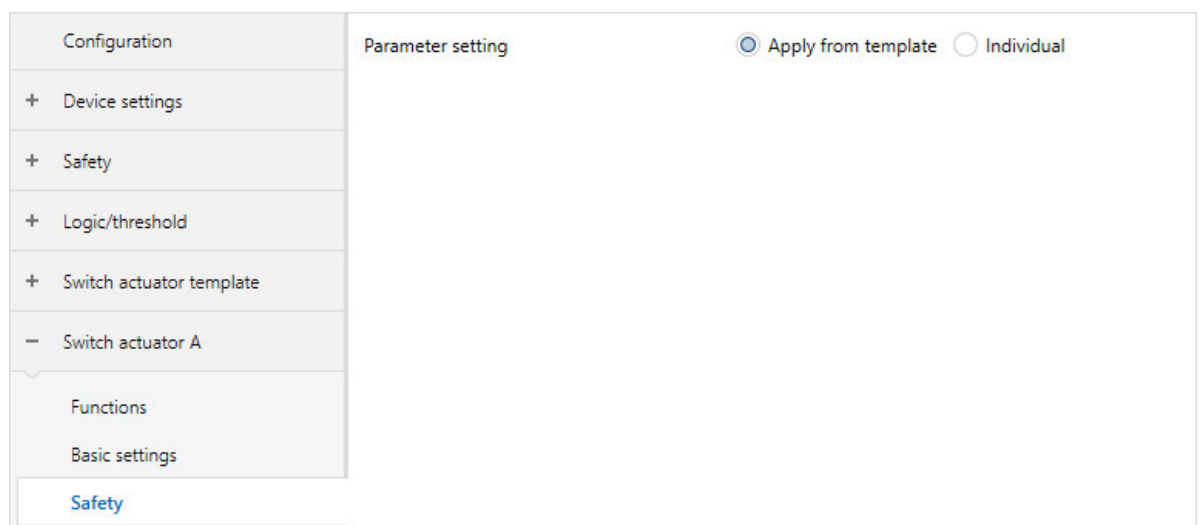 Configuration
Parameter setting Apply from template Individual
+ Device settings
+ Safety
+ Logic/threshold
+ Switch actuator template
− Switch actuator A
Functions
Basic settings
Safety